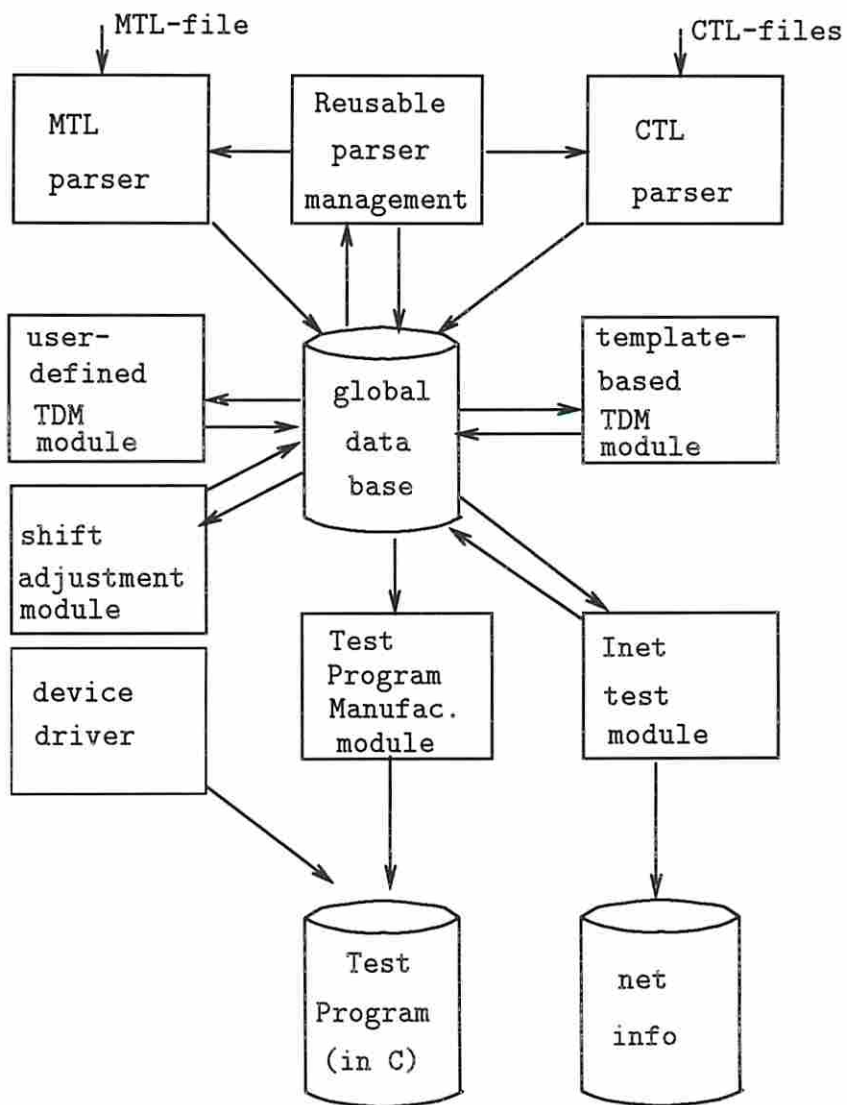 MTL-file
CTL-files
MTL
parser
Reusable
parser
management
CTL
parser
user-
defined
TDM
module
global
data
base
template-
based
TDM
module
shift
adjustment
module
Test
Program
Manufac.
module
Inet
test
module
device
driver
Test
Program
(in C)
net
info